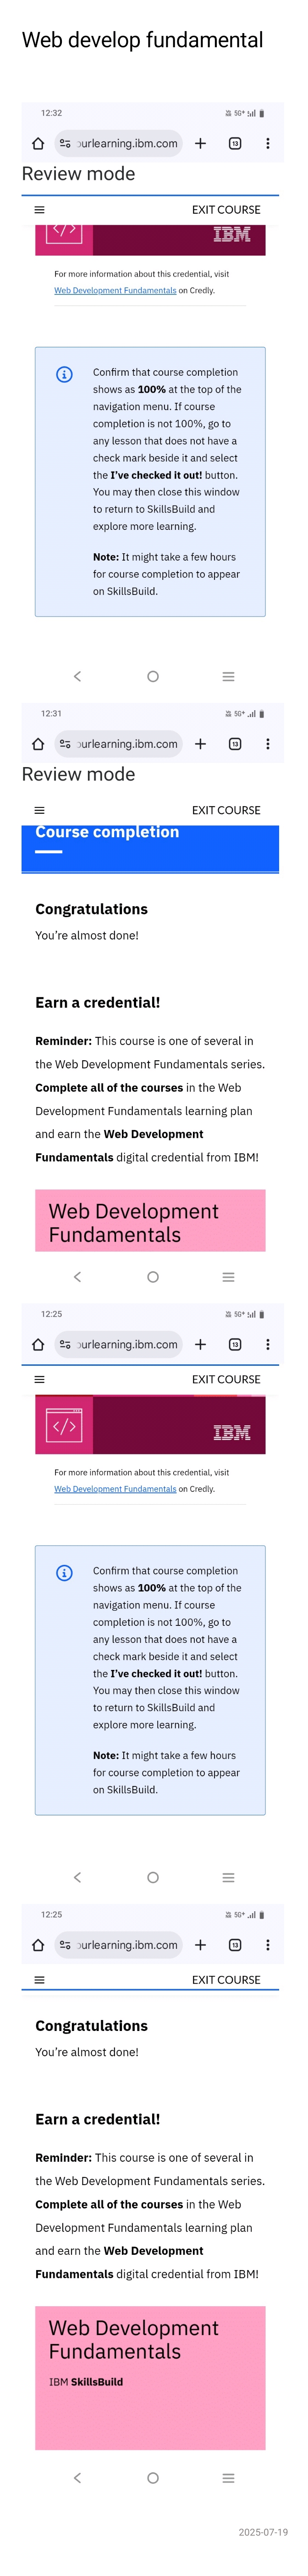 Web develop fundamental
12:32
5G+
urlearning.ibm.com
13
Review mode
EXIT COURSE
</>
IBM
For more information about this credential, visit
Web Development Fundamentals on Credly.
Confirm that course completion
shows as 100% at the top of the
navigation menu. If course
completion is not 100%, go to
any lesson that does not have a
check mark beside it and select
the I've checked it out! button.
You may then close this window
to return to SkillsBuild and
explore more learning.
Note: It might take a few hours
for course completion to appear
on SkillsBuild.
12:31
5G+
urlearning.ibm.com
13
Review mode
EXIT COURSE
Course completion
Congratulations
You're almost done!
Earn a credential!
Reminder: This course is one of several in
the Web Development Fundamentals series.
Complete all of the courses in the Web
Development Fundamentals learning plan
and earn the Web Development
Fundamentals digital credential from IBM!
Web Development
Fundamentals
12:25
5G+
urlearning.ibm.com
13
EXIT COURSE
</>
IBM
For more information about this credential, visit
Web Development Fundamentals on Credly.
Confirm that course completion
shows as 100% at the top of the
navigation menu. If course
completion is not 100%, go to
any lesson that does not have a
check mark beside it and select
the I've checked it out! button.
You may then close this window
to return to SkillsBuild and
explore more learning.
Note: It might take a few hours
for course completion to appear
on SkillsBuild.
12:25
5G+
urlearning.ibm.com
13
EXIT COURSE
Congratulations
You're almost done!
Earn a credential!
Reminder: This course is one of several in
the Web Development Fundamentals series.
Complete all of the courses in the Web
Development Fundamentals learning plan
and earn the Web Development
Fundamentals digital credential from IBM!
Web Development
Fundamentals
IBM SkillsBuild
2025-07-19